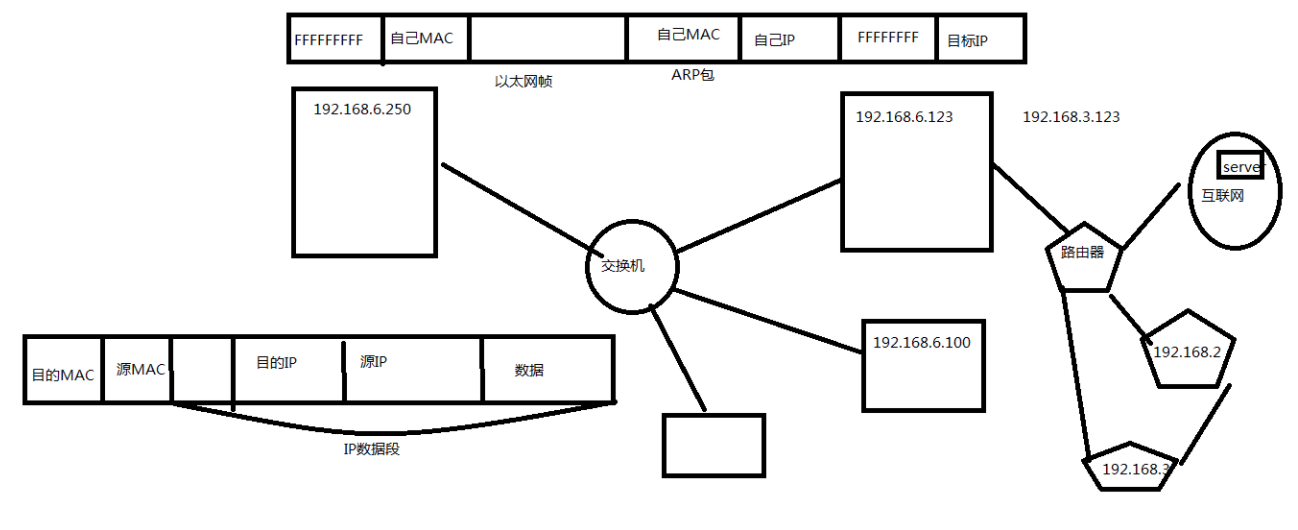 FFFFFFFFF
自己MAC
自己MAC
自己IP
FFFFFFFF
目标IP
以太网帧
ARP包
192.168.6.250
192.168.6.123
192.168.3.123
server
互联网
路由器
交换机
192.168.6.100
192.168.2
192.168.3
目的MAC
源MAC
目的IP
源IP
数据
IP数据段